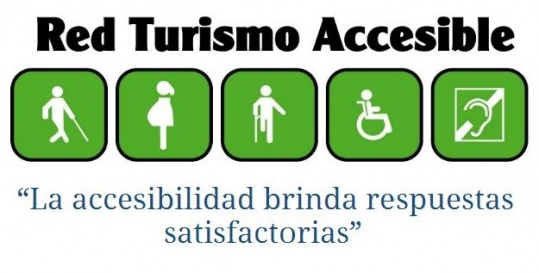 Red Turismo Accesible
“La accesibilidad brinda respuestas
satisfactorias”